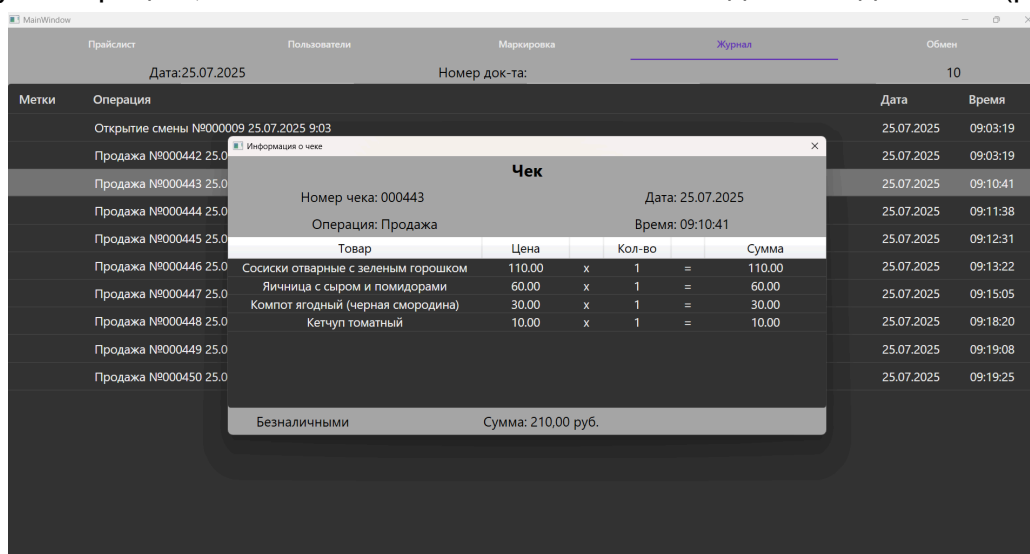 MainWindow
Прайслист Пользователи Маркировка Журнал Обмен
Дата:25.07.2025 Номер док-та: 10
Метки Операция Дата Время
Открытие смены №000009 25.07.2025 9:03 25.07.2025 09:03:19
Продажа №000442 25.0 25.07.2025 09:03:19
Продажа №000443 25.0 25.07.2025 09:10:41
Продажа №000444 25.0 25.07.2025 09:11:38
Продажа №000445 25.0 25.07.2025 09:12:31
Продажа №000446 25.0 25.07.2025 09:13:22
Продажа №000447 25.0 25.07.2025 09:15:05
Продажа №000448 25.0 25.07.2025 09:18:20
Продажа №000449 25.0 25.07.2025 09:19:08
Продажа №000450 25.0 25.07.2025 09:19:25
Информация о чеке
Чек
Номер чека: 000443 Дата: 25.07.2025
Операция: Продажа Время: 09:10:41
Товар Цена Кол-во Сумма
Сосиски отварные с зеленым горошком 110.00 x 1 = 110.00
Яичница с сыром и помидорами 60.00 x 1 = 60.00
Компот ягодный (черная смородина) 30.00 x 1 = 30.00
Кетчуп томатный 10.00 x 1 = 10.00
Безналичными Сумма: 210,00 руб.